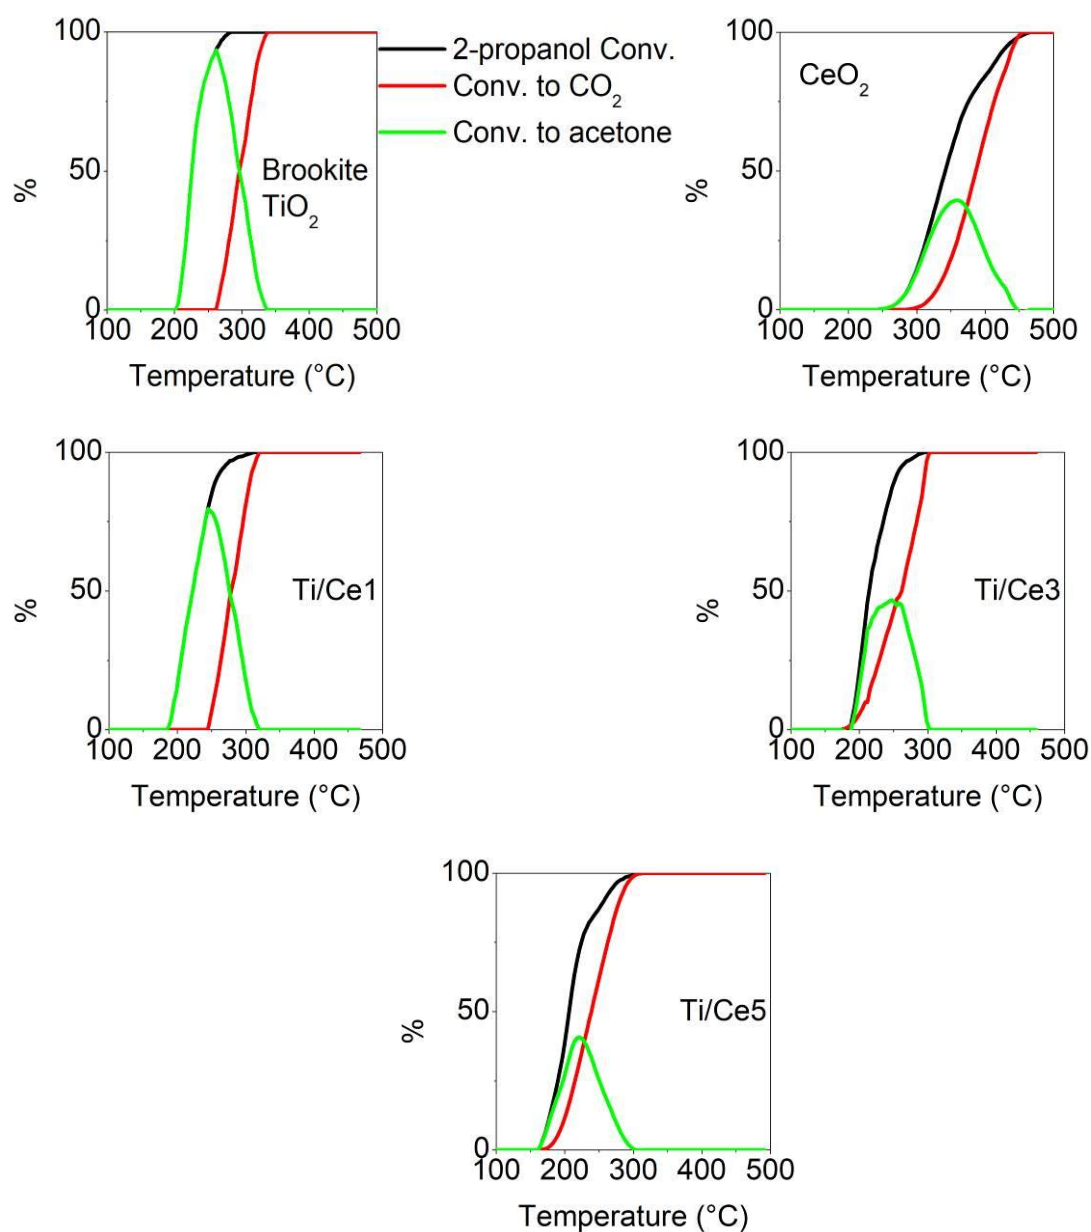 100
50
0
%
100 200 300 400 500
Temperature (°C)
Brookite
TiO₂
2-propanol Conv.
Conv. to CO₂
Conv. to acetone
100
50
0
%
100 200 300 400 500
Temperature (°C)
CeO₂
100
50
0
%
100 200 300 400 500
Temperature (°C)
Ti/Ce1
100
50
0
%
100 200 300 400 500
Temperature (°C)
Ti/Ce3
100
50
0
%
100 200 300 400 500
Temperature (°C)
Ti/Ce5